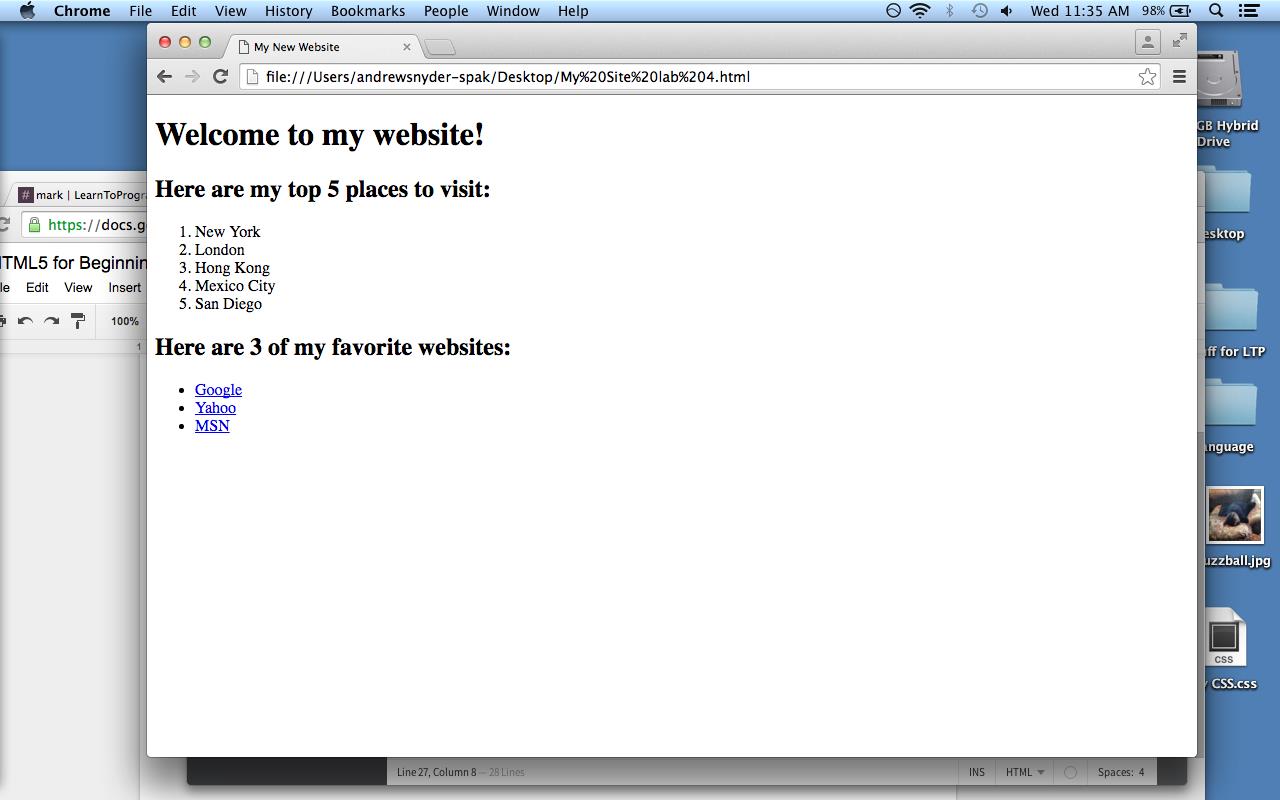 Chrome File Edit View History Bookmarks People Window Help Wed 11:35 AM 98%
My New Website
file:///Users/andrewsnyder-spak/Desktop/My%20Site%20lab%204.html
Welcome to my website!
Here are my top 5 places to visit:
1. New York
2. London
3. Hong Kong
4. Mexico City
5. San Diego
Here are 3 of my favorite websites:
• Google
• Yahoo
• MSN
# mark | LearnToProgra
https://docs.g
TML5 for Beginnin
le Edit View Insert
100%
1
GB Hybrid
Drive
esktop
ff for LTP
anguage
uzzball.jpg
CSS
y CSS.css
Line 27, Column 8 — 28 Lines INS HTML Spaces: 4